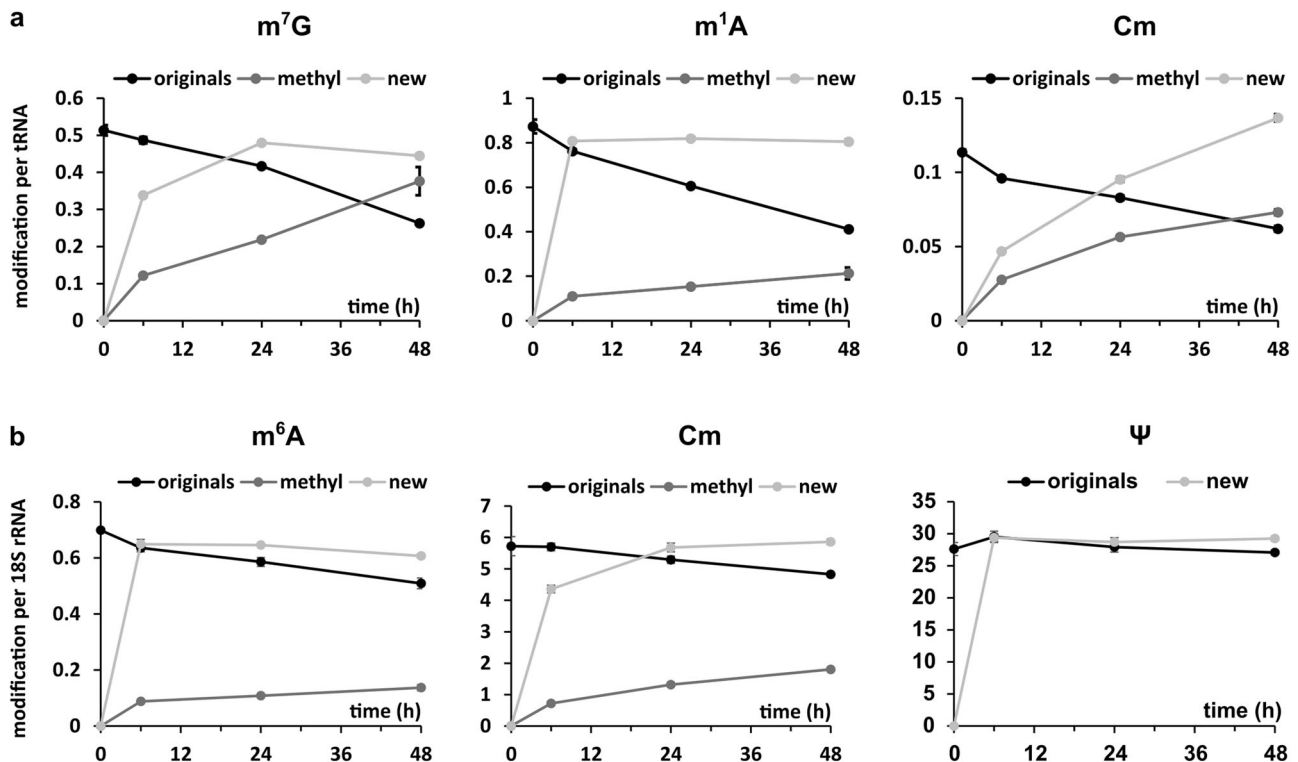 a
m⁷G m¹A Cm
originals methyl new originals methyl new originals methyl new
modification per tRNA
0.6 1 0.15
0.5 0.8
0.4 0.1
0.3 0.6
0.2 0.4 0.05
0.1 0.2
0 time (h) 0 time (h) 0 time (h)
0 12 24 36 48 0 12 24 36 48 0 12 24 36 48
b
m⁶A Cm Ψ
originals methyl new originals methyl new originals new
modification per 18S rRNA
0.8 7 35
6 30
0.6 5 25
0.4 4 20
3 15
0.2 2 10
1 5
0 time (h) 0 time (h) 0 time (h)
0 12 24 36 48 0 12 24 36 48 0 12 24 36 48